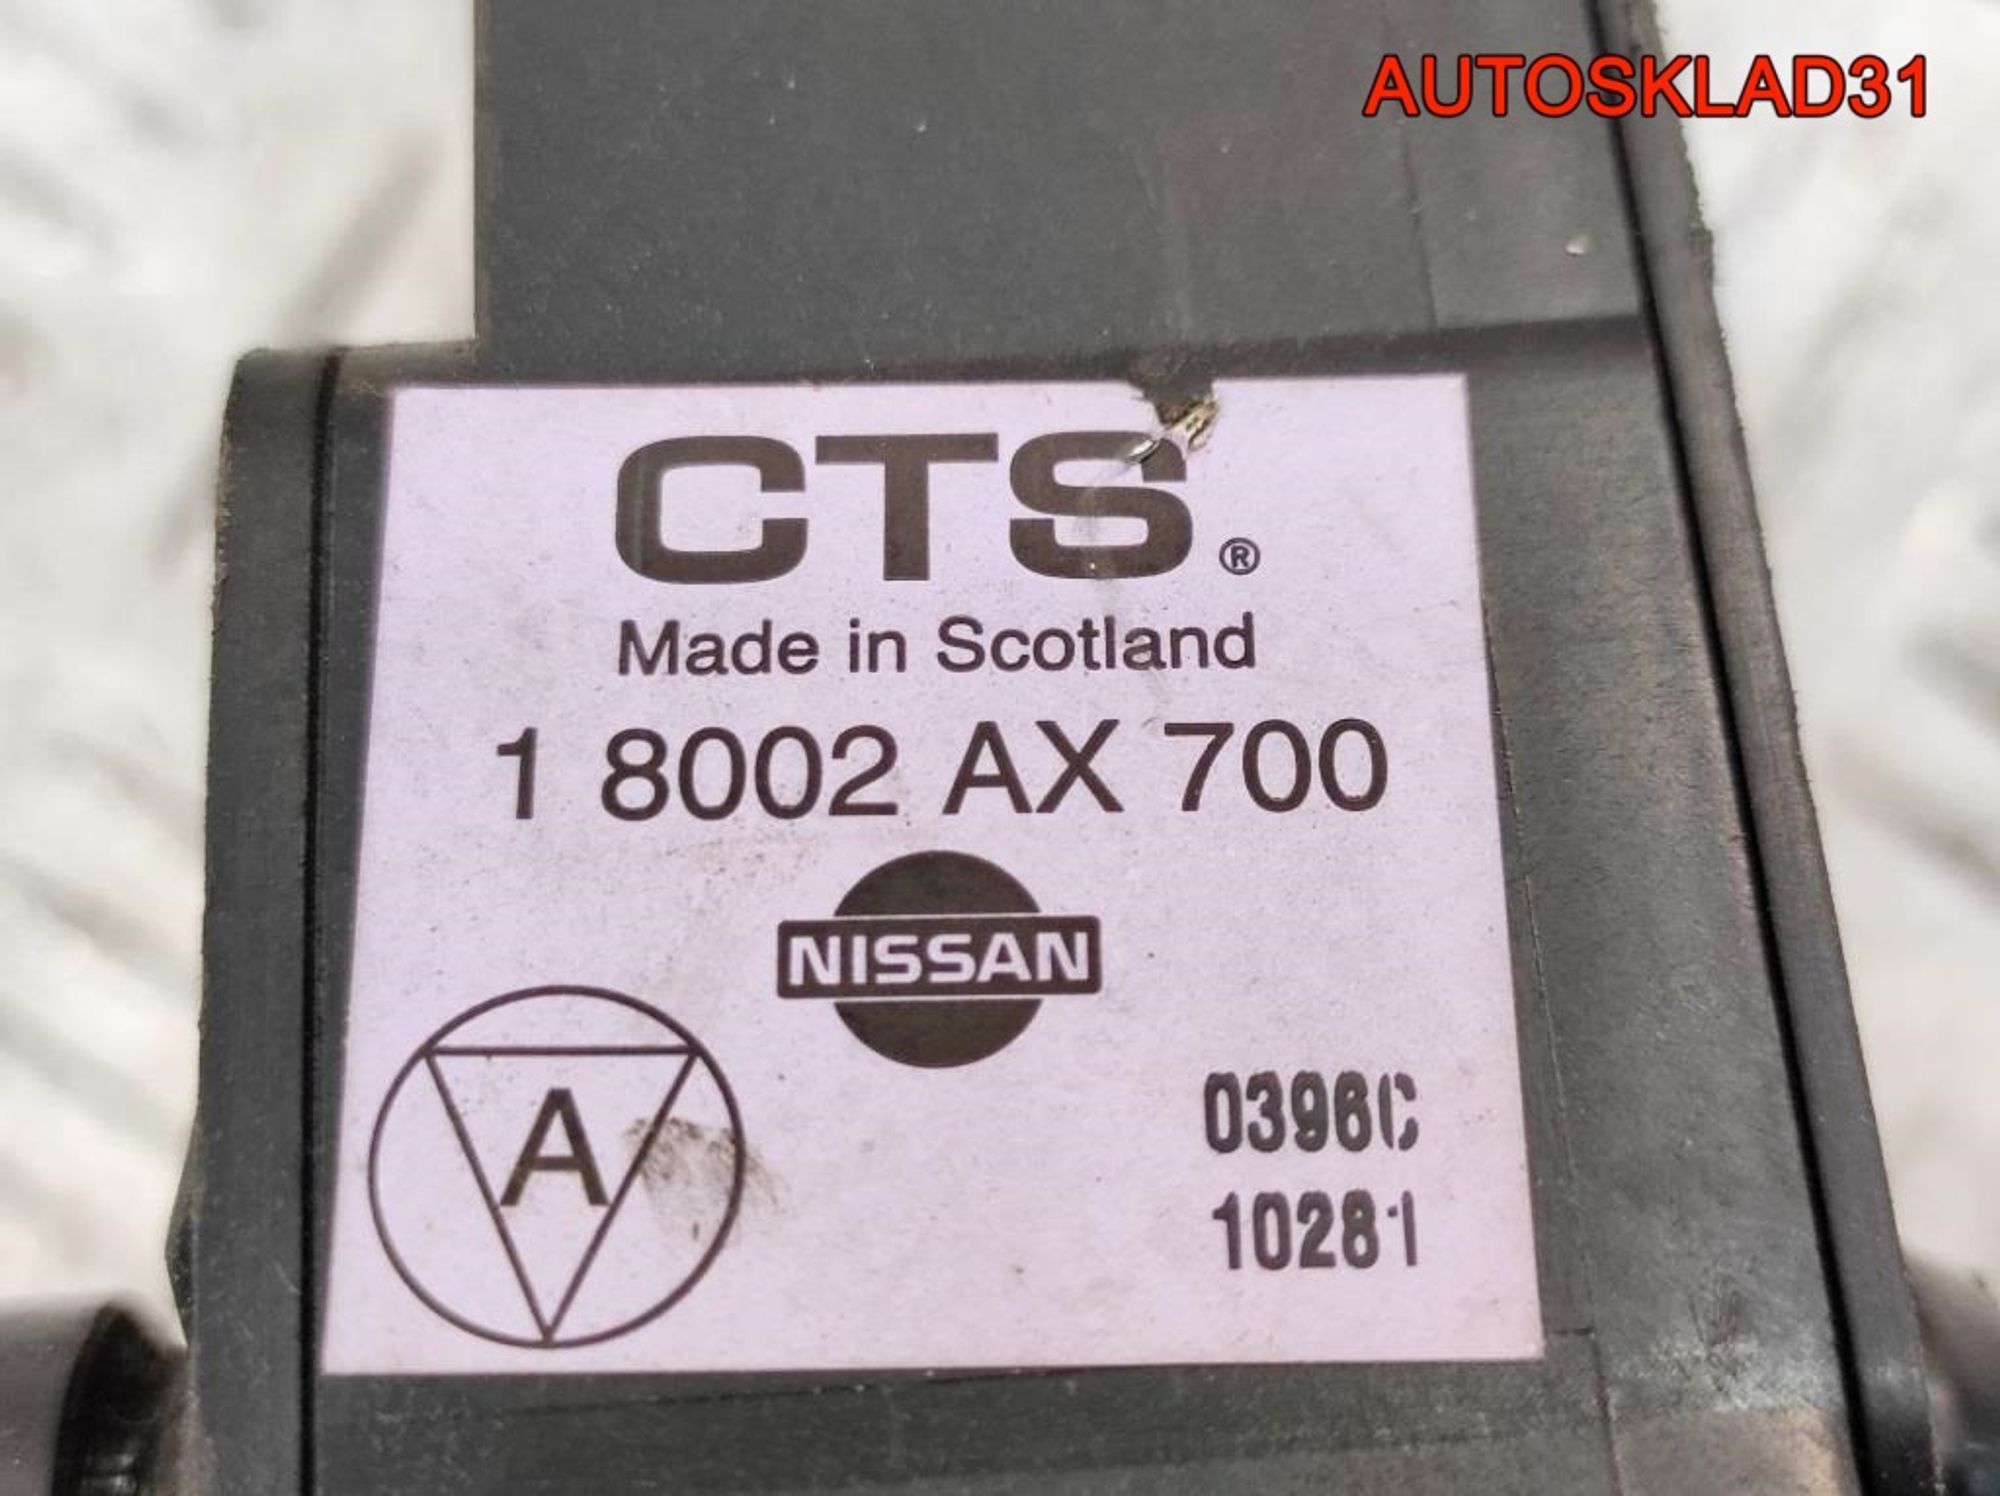 AUTOSKLAD31
CTS®
Made in Scotland
1 8002 AX 700
NISSAN
A
0396C
10281